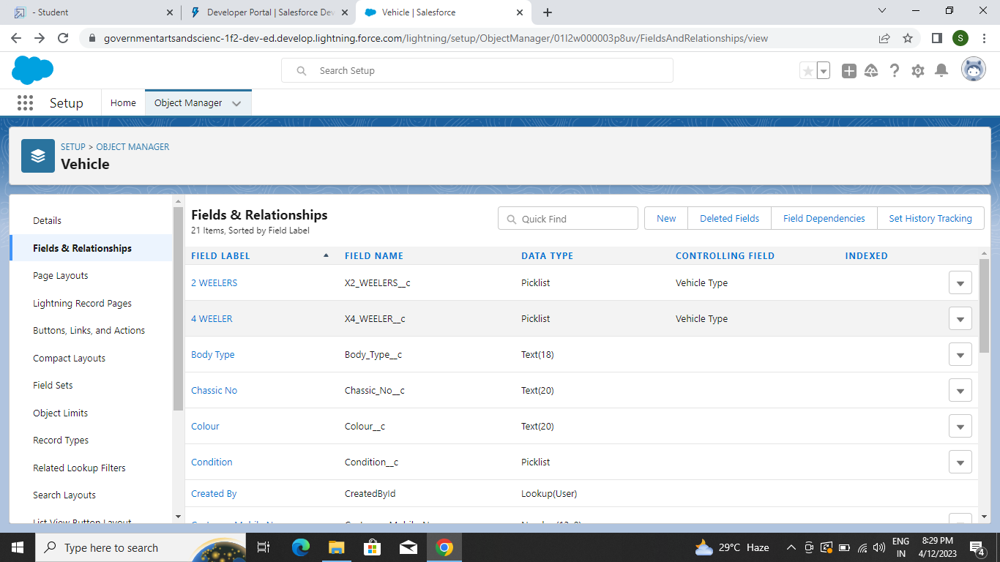 - Student
Developer Portal | Salesforce Dev
Vehicle | Salesforce
governmentartsandscienc-1f2-dev-ed.develop.lightning.force.com/lightning/setup/ObjectManager/01I2w000003p8uv/FieldsAndRelationships/view
S
Search Setup
Setup
Home
Object Manager
SETUP > OBJECT MANAGER
Vehicle
Details
Fields & Relationships
Page Layouts
Lightning Record Pages
Buttons, Links, and Actions
Compact Layouts
Field Sets
Object Limits
Record Types
Related Lookup Filters
Search Layouts
List View Button Layout
Fields & Relationships
21 Items, Sorted by Field Label
Quick Find
New
Deleted Fields
Field Dependencies
Set History Tracking
FIELD LABEL FIELD NAME DATA TYPE CONTROLLING FIELD INDEXED
2 WEELERS X2_WEELERS__c Picklist Vehicle Type
4 WEELER X4_WEELER__c Picklist Vehicle Type
Body Type Body_Type__c Text(18)
Chassic No Chassic_No__c Text(20)
Colour Colour__c Text(20)
Condition Condition__c Picklist
Created By CreatedById Lookup(User)
Type here to search
29°C Haze
ENG
IN
8:29 PM
4/12/2023
4